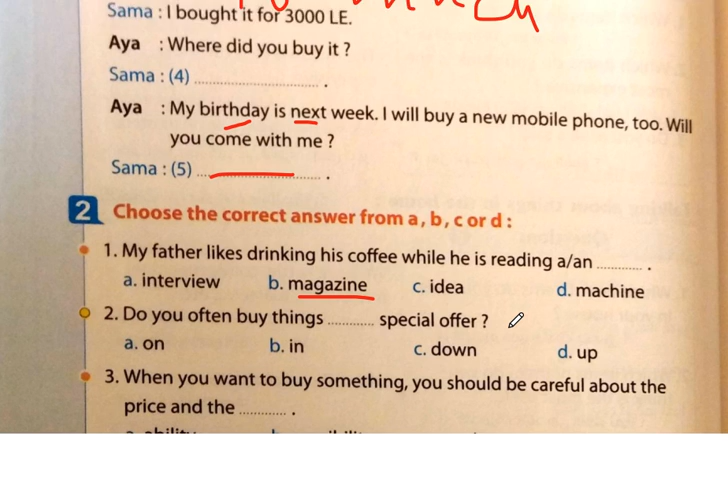 Sama : I bought it for 3000 LE.
Aya : Where did you buy it ?
Sama : (4) .............................. .
Aya : My birthday is next week. I will buy a new mobile phone, too. Will
you come with me ?
Sama : (5) .............................. .
2 Choose the correct answer from a, b, c or d :
1. My father likes drinking his coffee while he is reading a/an ............ .
a. interview b. magazine c. idea d. machine
2. Do you often buy things ............ special offer ?
a. on b. in c. down d. up
3. When you want to buy something, you should be careful about the
price and the ............ .